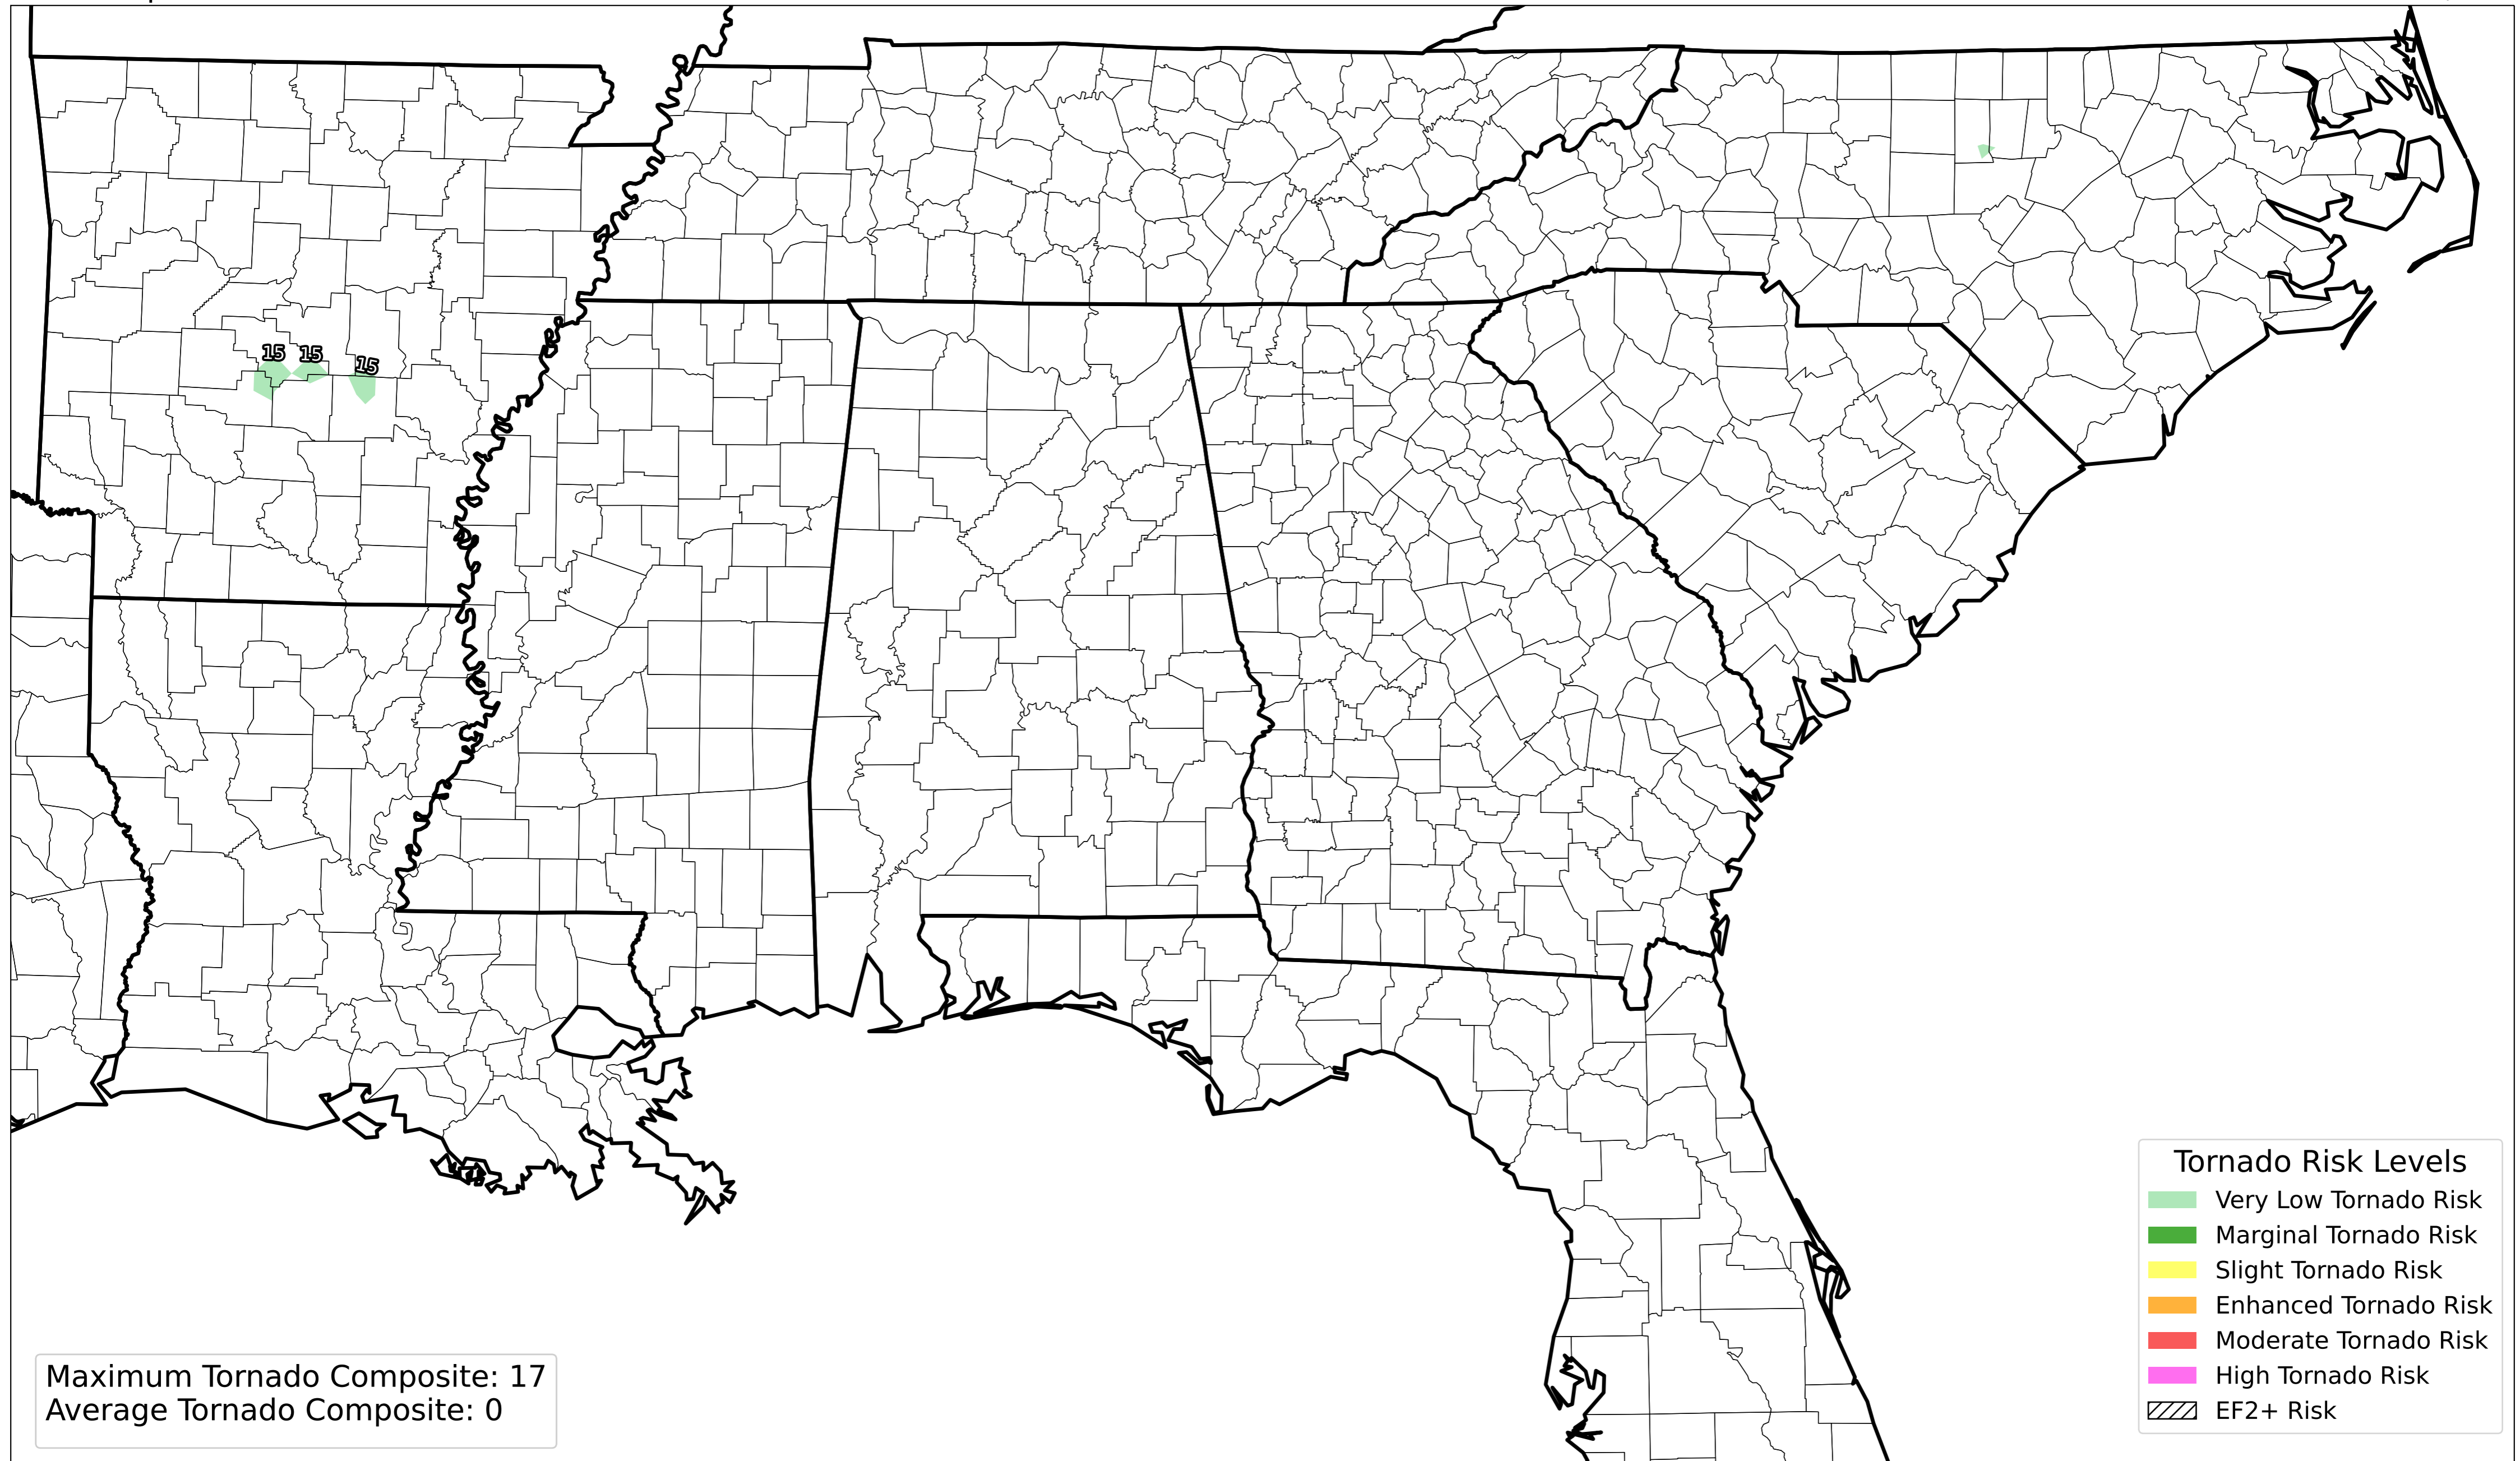 15 15 15
Tornado Risk Levels
Very Low Tornado Risk
Marginal Tornado Risk
Slight Tornado Risk
Enhanced Tornado Risk
Moderate Tornado Risk
High Tornado Risk
EF2+ Risk
Maximum Tornado Composite: 17
Average Tornado Composite: 0